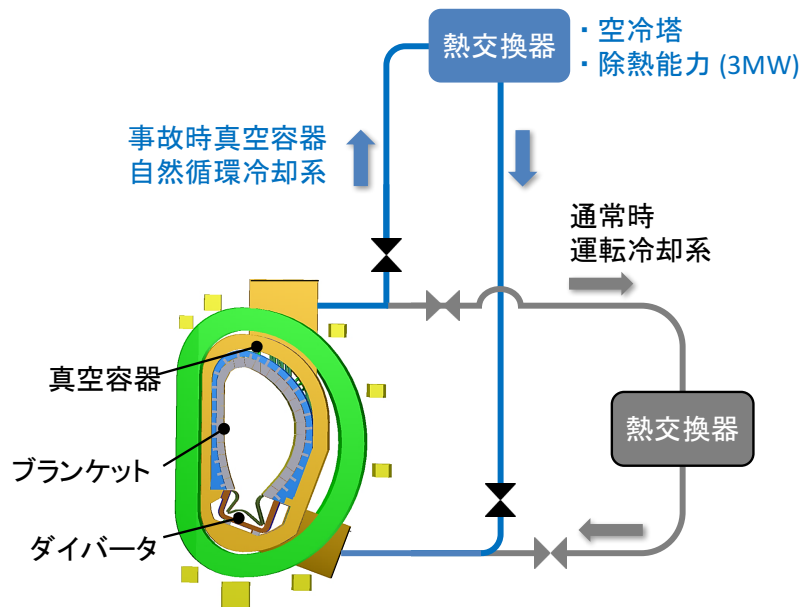 熱交換器
・空冷塔
・除熱能力 (3MW)
事故時真空容器
自然循環冷却系
通常時
運転冷却系
真空容器
熱交換器
ブランケット
ダイバータ